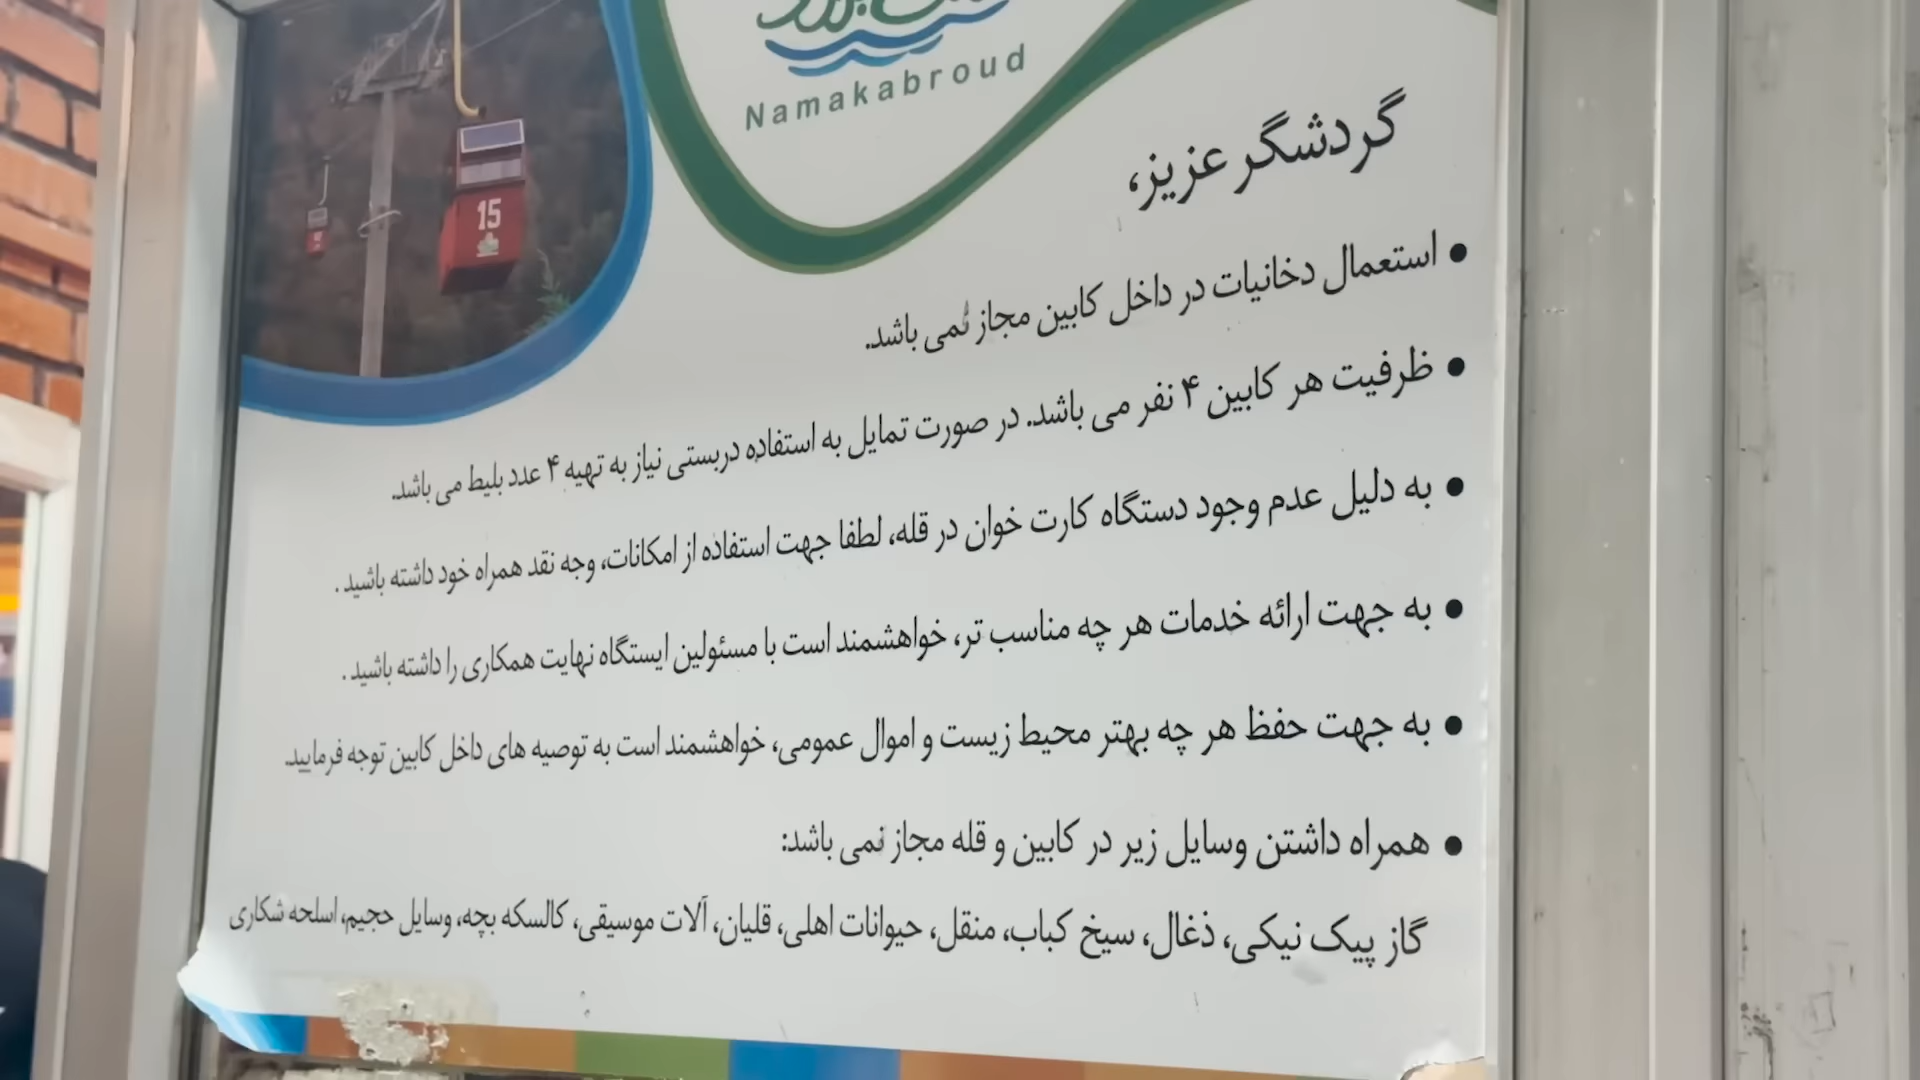 Namakabroud
15
گردشگر عزیز،
• استعمال دخانیات در داخل کابین مجاز نمی باشد.
• ظرفیت هر کابین ۴ نفر می باشد. در صورت تمایل به استفاده دربستی نیاز به تهیه ۴ عدد بلیط می باشد.
• به دلیل عدم وجود دستگاه کارت خوان در قله، لطفا جهت استفاده از امکانات، وجه نقد همراه خود داشته باشید .
• به جهت ارائه خدمات هر چه مناسب تر، خواهشمند است با مسئولین ایستگاه نهایت همکاری را داشته باشید .
• به جهت حفظ هر چه بهتر محیط زیست و اموال عمومی، خواهشمند است به توصیه های داخل کابین توجه فرمایید.
• همراه داشتن وسایل زیر در کابین و قله مجاز نمی باشد:
گاز پیک نیکی، ذغال، سیخ کباب، منقل، حیوانات اهلی، قلیان، آلات موسیقی، کالسکه بچه، وسایل حجیم، اسلحه شکاری